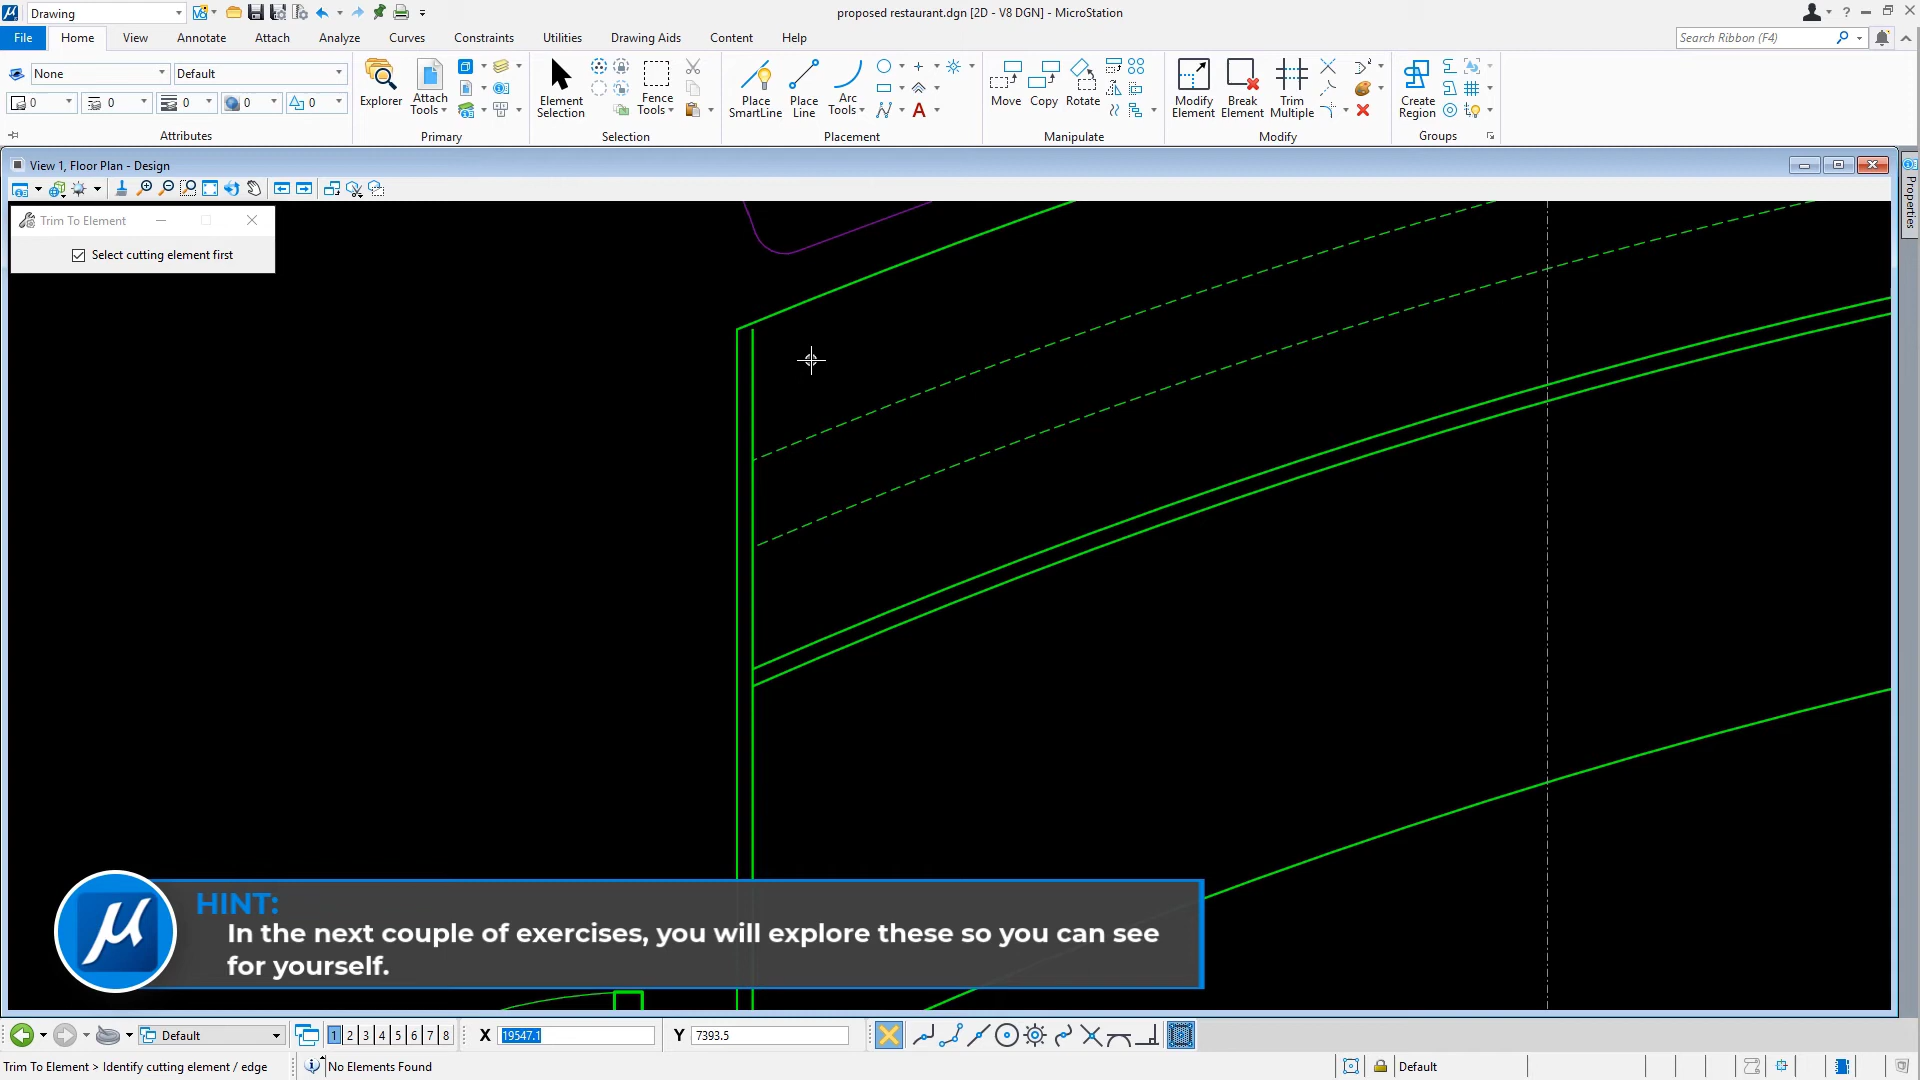 Drawing
proposed restaurant.dgn [2D - V8 DGN] - MicroStation
File Home View Annotate Attach Analyze Curves Constraints Utilities Drawing Aids Content Help
Search Ribbon (F4)
None Default
0 0 0 0 0
Attributes
Explorer
Attach Tools
Primary
Element Selection
Fence Tools
Selection
Place SmartLine
Place Line
Arc Tools
Placement
Move Copy Rotate
Manipulate
Modify Element
Break Element
Trim Multiple
Modify
Create Region
Groups
View 1, Floor Plan - Design
Properties
Trim To Element
Select cutting element first
HINT:
In the next couple of exercises, you will explore these so you can see
for yourself.
Default 1 2 3 4 5 6 7 8 X 19547.1 Y 7393.5
Trim To Element > Identify cutting element / edge No Elements Found Default